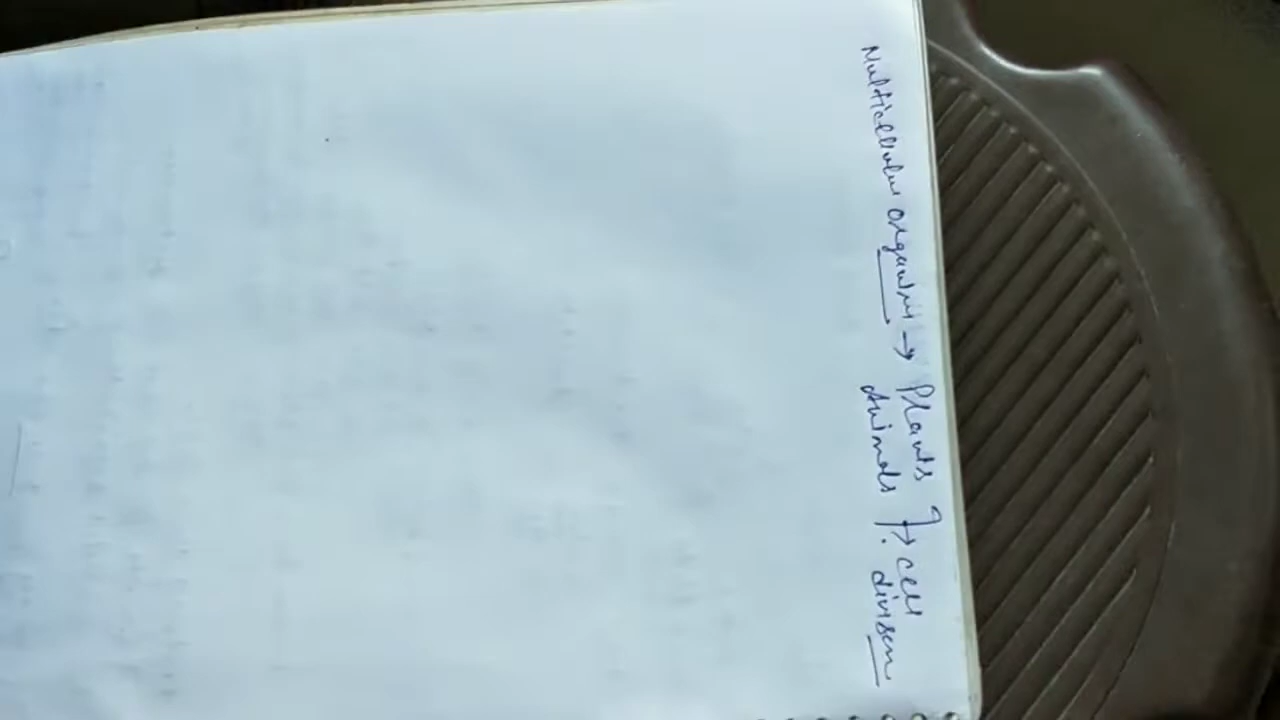 Multicellular organism → Plants } → cell
Animals } . division